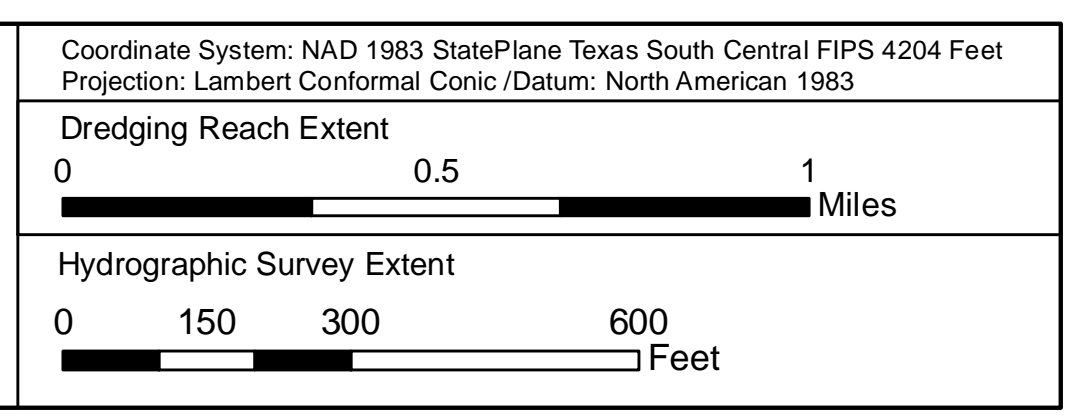 Coordinate System: NAD 1983 StatePlane Texas South Central FIPS 4204 Feet
Projection: Lambert Conformal Conic /Datum: North American 1983
Dredging Reach Extent
0 0.5 1
Miles
Hydrographic Survey Extent
0 150 300 600
Feet